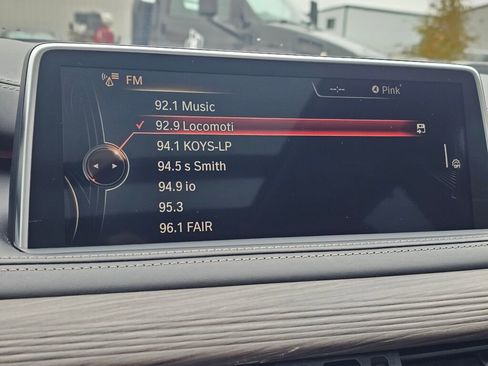 FM
--:--
4 Pink
92.1 Music
92.9 Locomoti
94.1 KOYS-LP
94.5 s Smith
94.9 io
95.3
96.1 FAIR